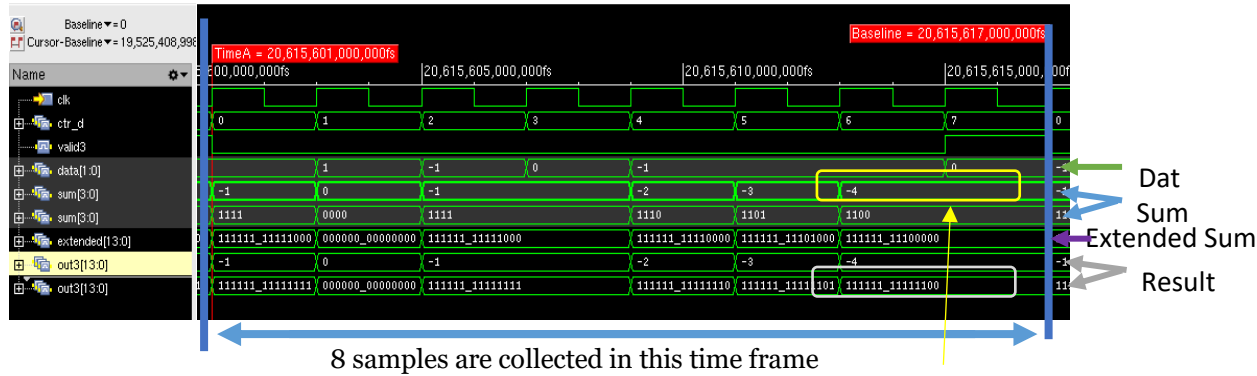 Baseline▼= 0
Cursor-Baseline▼= 19,525,408,998
Baseline = 20,615,617,000,000fs
TimeA = 20,615,601,000,000fs
Name 00,000,000fs 20,615,605,000,000fs 20,615,610,000,000fs 20,615,615,000,000f
clk
ctr_d 0 1 2 3 4 5 6 7 0
valid3
data[1:0] 1 -1 0 -1 0 -1
Dat
sum[3:0] -1 0 -1 -2 -3 -4 -1
sum[3:0] 1111 0000 1111 1110 1101 1100 11
Sum
extended[13:0] 111111_11111000 000000_00000000 111111_11111000 111111_11110000 111111_11101000 111111_11100000
Extended Sum
out3[13:0] -1 0 -1 -2 -3 -4 -1
out3[13:0] 111111_11111111 000000_00000000 111111_11111111 111111_11111110 111111_11111101 111111_11111100 11
Result
8 samples are collected in this time frame